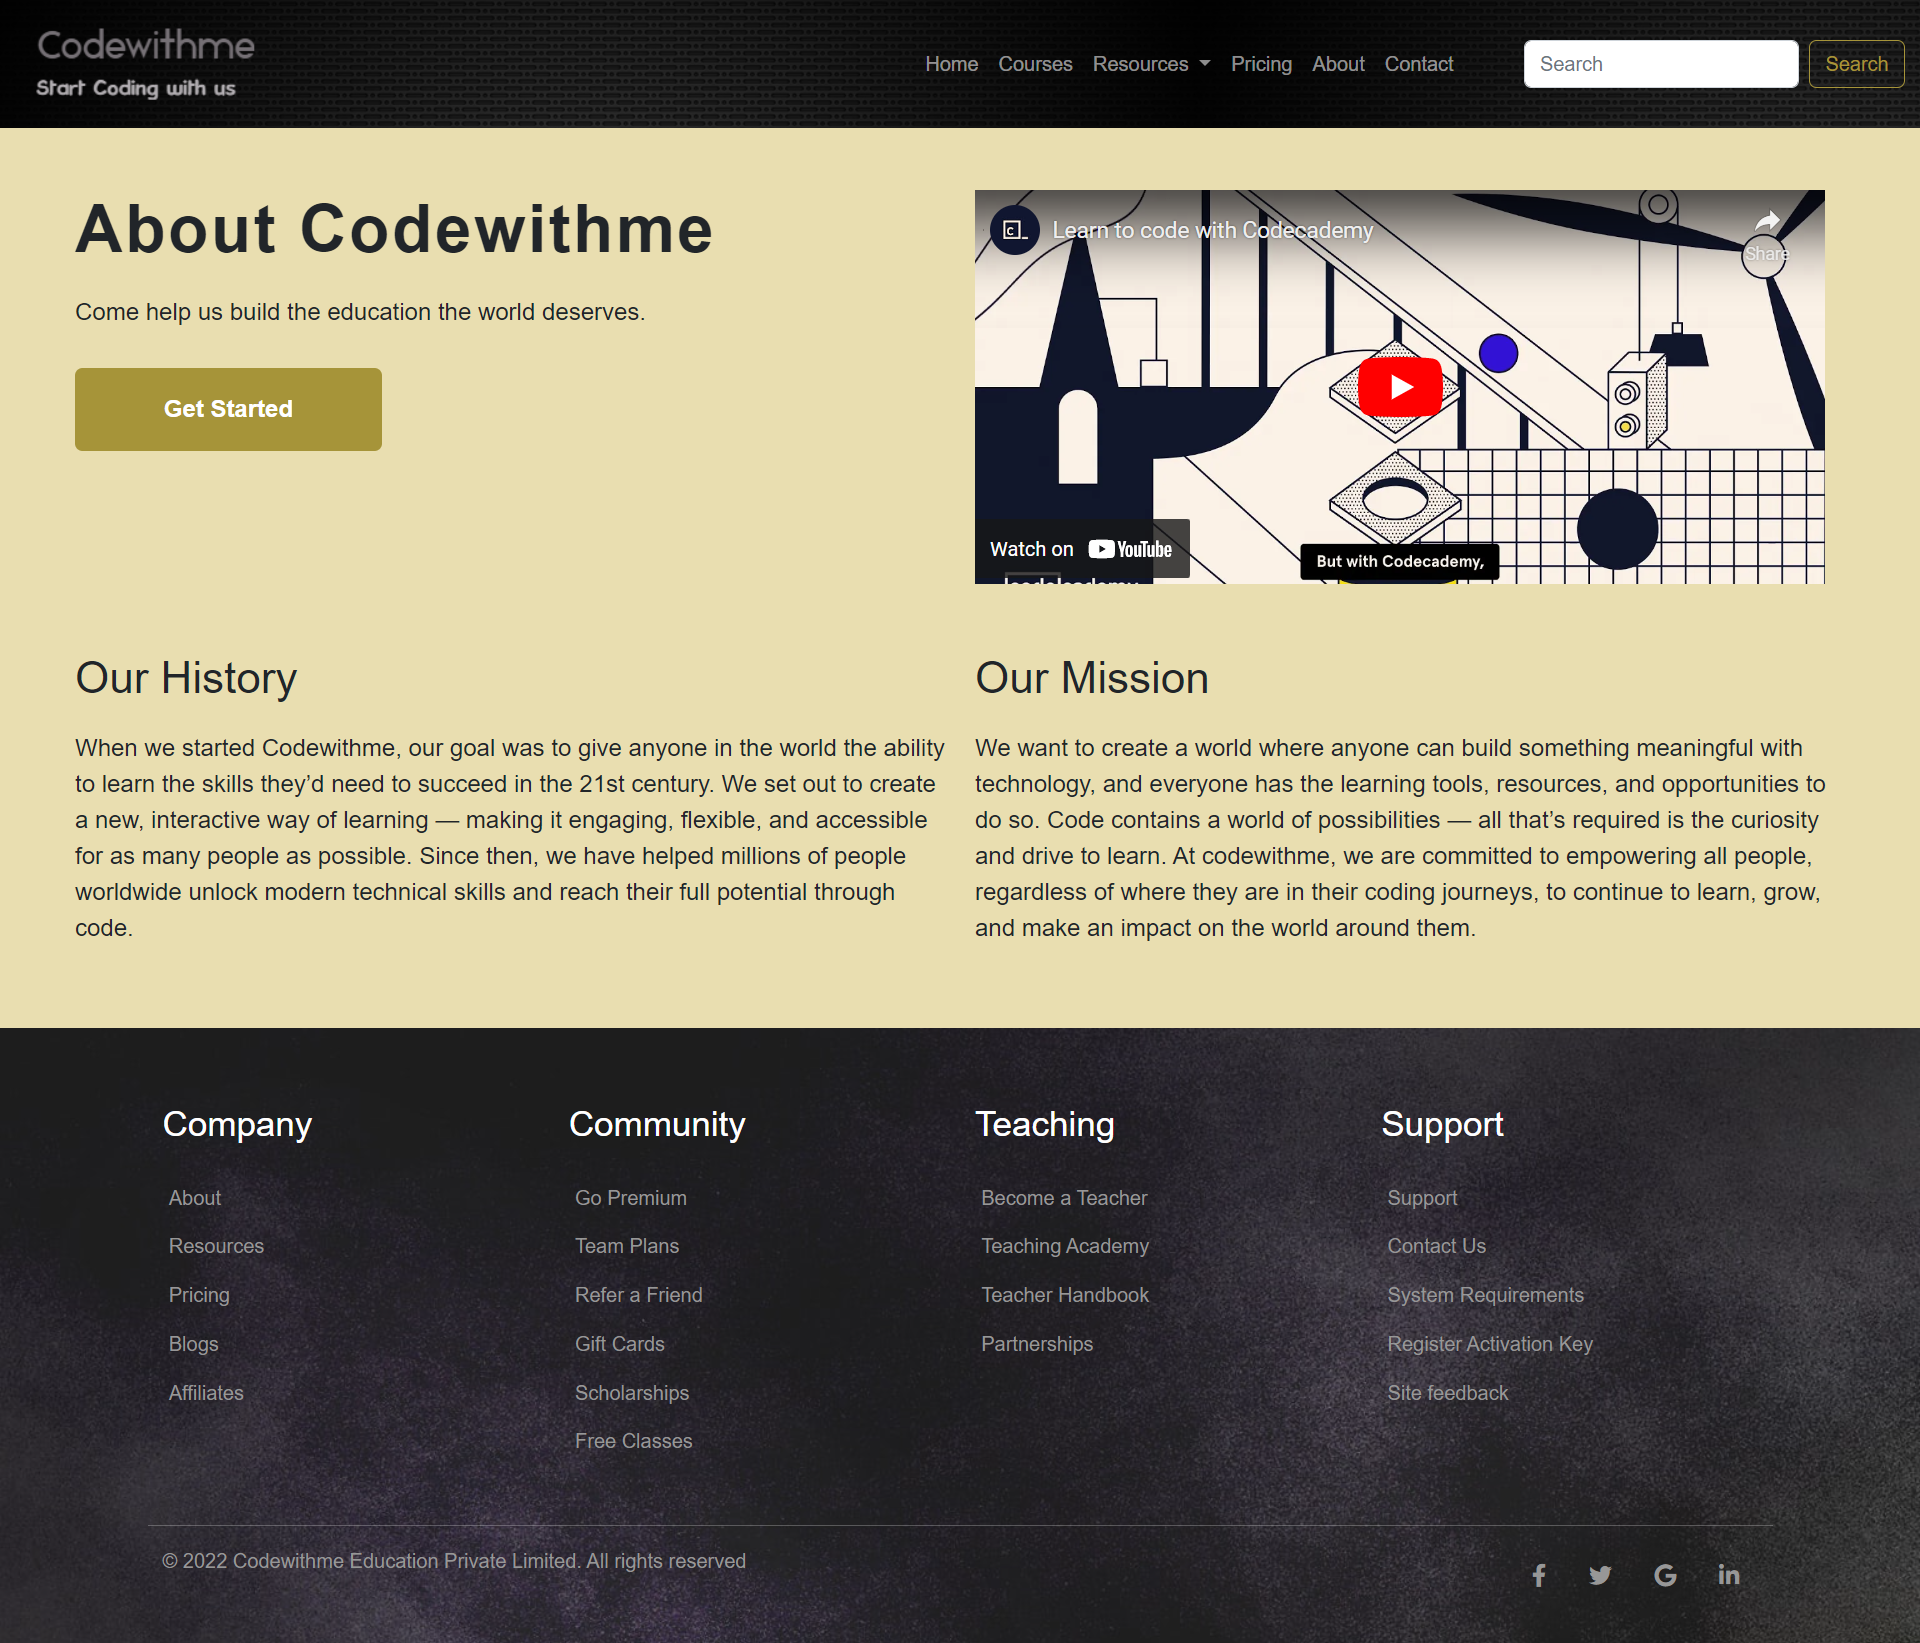 Codewithme
Start Coding with us
Home Courses Resources Pricing About Contact
Search Search
About Codewithme
Come help us build the education the world deserves.
Get Started
Learn to code with Codecademy
Share
Watch on YouTube
But with Codecademy,
Our History
When we started Codewithme, our goal was to give anyone in the world the ability
to learn the skills they’d need to succeed in the 21st century. We set out to create
a new, interactive way of learning — making it engaging, flexible, and accessible
for as many people as possible. Since then, we have helped millions of people
worldwide unlock modern technical skills and reach their full potential through
code.
Our Mission
We want to create a world where anyone can build something meaningful with
technology, and everyone has the learning tools, resources, and opportunities to
do so. Code contains a world of possibilities — all that’s required is the curiosity
and drive to learn. At codewithme, we are committed to empowering all people,
regardless of where they are in their coding journeys, to continue to learn, grow,
and make an impact on the world around them.
Company
About
Resources
Pricing
Blogs
Affiliates
Community
Go Premium
Team Plans
Refer a Friend
Gift Cards
Scholarships
Free Classes
Teaching
Become a Teacher
Teaching Academy
Teacher Handbook
Partnerships
Support
Support
Contact Us
System Requirements
Register Activation Key
Site feedback
© 2022 Codewithme Education Private Limited. All rights reserved